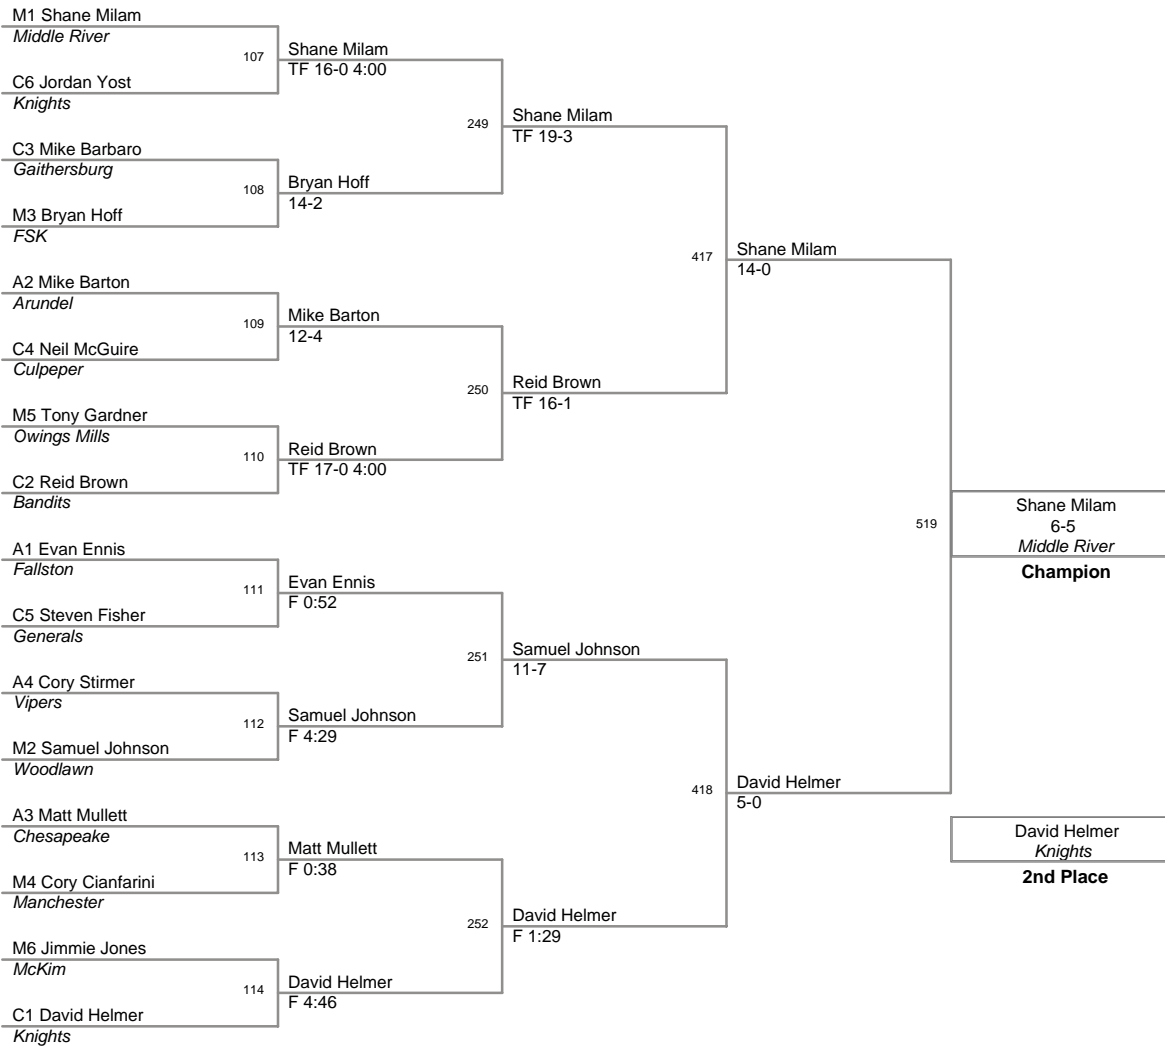 M1 Shane Milam
Middle River
107
Shane Milam
TF 16-0 4:00
C6 Jordan Yost
Knights
249
Shane Milam
TF 19-3
C3 Mike Barbaro
Gaithersburg
108
Bryan Hoff
14-2
M3 Bryan Hoff
FSK
417
Shane Milam
14-0
A2 Mike Barton
Arundel
109
Mike Barton
12-4
C4 Neil McGuire
Culpeper
250
Reid Brown
TF 16-1
M5 Tony Gardner
Owings Mills
110
Reid Brown
TF 17-0 4:00
C2 Reid Brown
Bandits
519
Shane Milam
6-5
Middle River
Champion
A1 Evan Ennis
Fallston
111
Evan Ennis
F 0:52
C5 Steven Fisher
Generals
251
Samuel Johnson
11-7
A4 Cory Stirmer
Vipers
112
Samuel Johnson
F 4:29
M2 Samuel Johnson
Woodlawn
418
David Helmer
5-0
A3 Matt Mullett
Chesapeake
113
Matt Mullett
F 0:38
David Helmer
Knights
2nd Place
M4 Cory Cianfarini
Manchester
252
David Helmer
F 1:29
M6 Jimmie Jones
McKim
114
David Helmer
F 4:46
C1 David Helmer
Knights